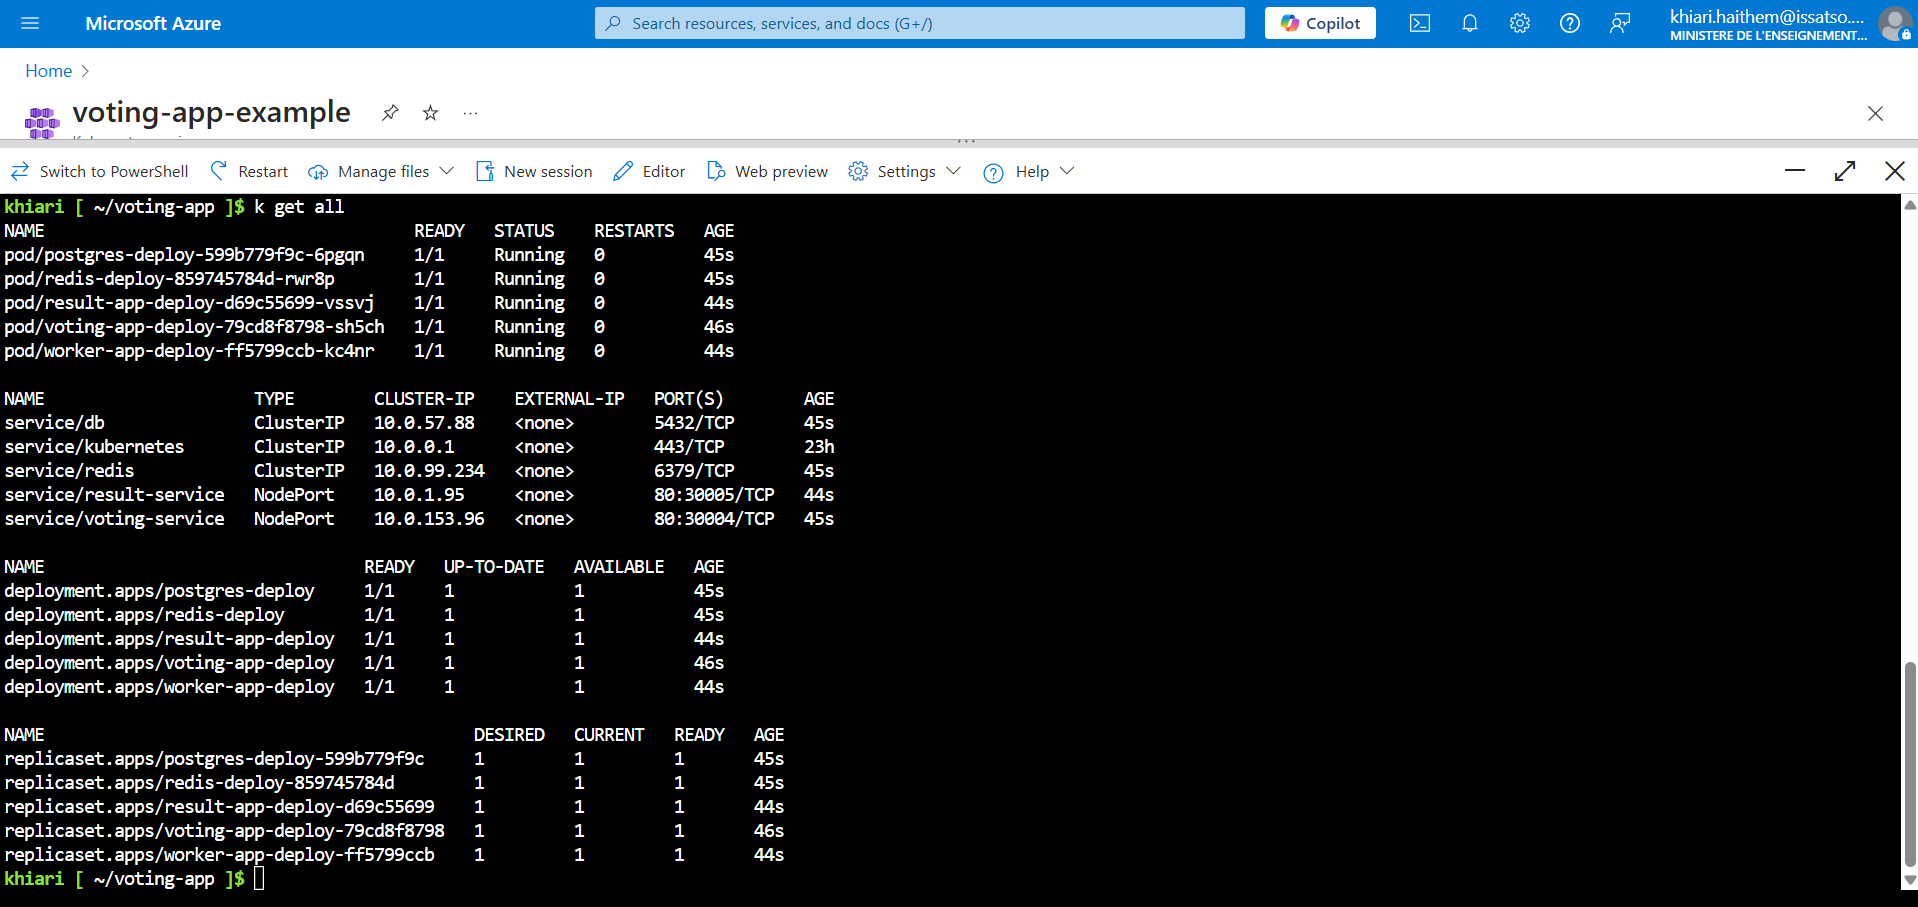 Microsoft Azure
Search resources, services, and docs (G+/)
Copilot
khiari.haithem@issatso....
MINISTERE DE L'ENSEIGNEMENT...
Home
voting-app-example
Switch to PowerShell Restart Manage files New session Editor Web preview Settings Help
khiari [ ~/voting-app ]$ k get all
NAME READY STATUS RESTARTS AGE
pod/postgres-deploy-599b779f9c-6pgqn 1/1 Running 0 45s
pod/redis-deploy-859745784d-rwr8p 1/1 Running 0 45s
pod/result-app-deploy-d69c55699-vssvj 1/1 Running 0 44s
pod/voting-app-deploy-79cd8f8798-sh5ch 1/1 Running 0 46s
pod/worker-app-deploy-ff5799ccb-kc4nr 1/1 Running 0 44s
NAME TYPE CLUSTER-IP EXTERNAL-IP PORT(S) AGE
service/db ClusterIP 10.0.57.88 <none> 5432/TCP 45s
service/kubernetes ClusterIP 10.0.0.1 <none> 443/TCP 23h
service/redis ClusterIP 10.0.99.234 <none> 6379/TCP 45s
service/result-service NodePort 10.0.1.95 <none> 80:30005/TCP 44s
service/voting-service NodePort 10.0.153.96 <none> 80:30004/TCP 45s
NAME READY UP-TO-DATE AVAILABLE AGE
deployment.apps/postgres-deploy 1/1 1 1 45s
deployment.apps/redis-deploy 1/1 1 1 45s
deployment.apps/result-app-deploy 1/1 1 1 44s
deployment.apps/voting-app-deploy 1/1 1 1 46s
deployment.apps/worker-app-deploy 1/1 1 1 44s
NAME DESIRED CURRENT READY AGE
replicaset.apps/postgres-deploy-599b779f9c 1 1 1 45s
replicaset.apps/redis-deploy-859745784d 1 1 1 45s
replicaset.apps/result-app-deploy-d69c55699 1 1 1 44s
replicaset.apps/voting-app-deploy-79cd8f8798 1 1 1 46s
replicaset.apps/worker-app-deploy-ff5799ccb 1 1 1 44s
khiari [ ~/voting-app ]$